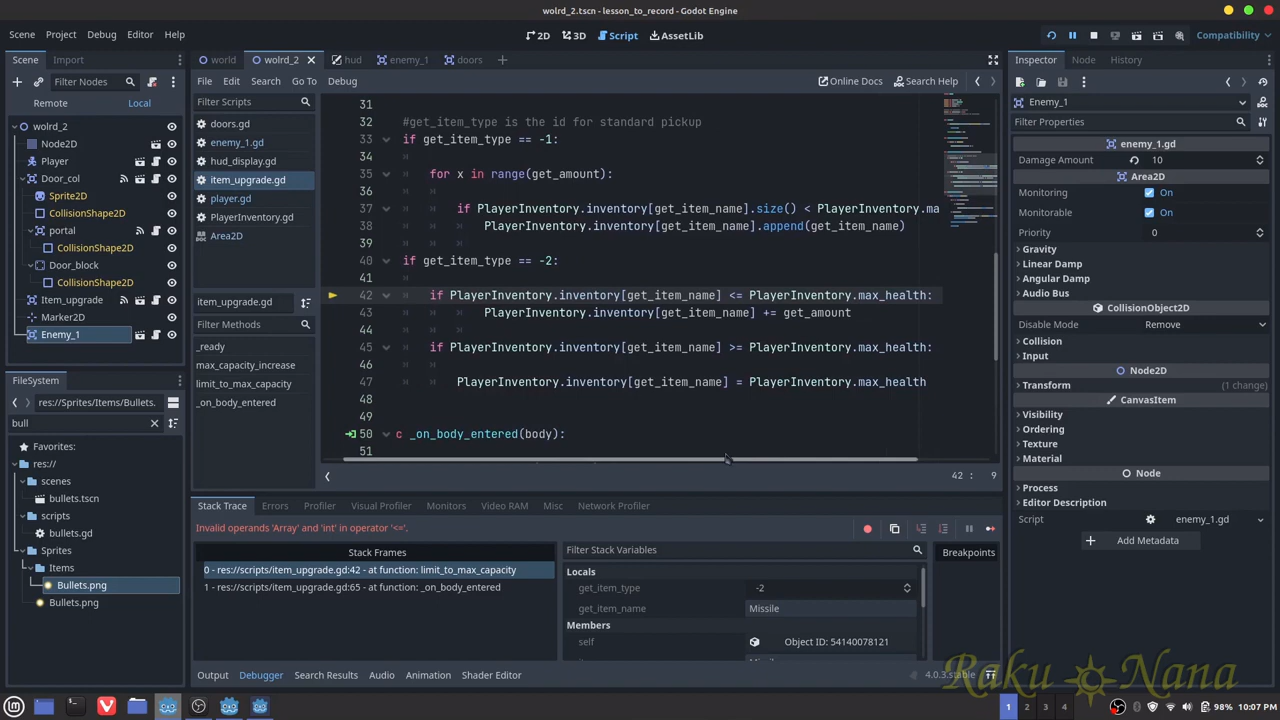 wolrd_2.tscn - lesson_to_record - Godot Engine
Scene Project Debug Editor Help
2D 3D Script AssetLib
Compatibility
Scene Import
Filter Nodes
Remote Local
wolrd_2
Node2D
Player
Door_col
Sprite2D
CollisionShape2D
portal
CollisionShape2D
Door_block
CollisionShape2D
Item_upgrade
Marker2D
Enemy_1
FileSystem
res://Sprites/Items/Bullets.
bull
Favorites:
res://
scenes
bullets.tscn
scripts
bullets.gd
Sprites
Items
Bullets.png
Bullets.png
world wolrd_2 hud enemy_1 doors
File Edit Search Go To Debug
Online Docs Search Help
Filter Scripts
doors.gd
enemy_1.gd
hud_display.gd
item_upgrade.gd
player.gd
PlayerInventory.gd
Area2D
item_upgrade.gd
Filter Methods
_ready
max_capacity_increase
limit_to_max_capacity
_on_body_entered
31
32 #get_item_type is the id for standard pickup
33 if get_item_type == -1:
34
35 for x in range(get_amount):
36
37 if PlayerInventory.inventory[get_item_name].size() < PlayerInventory.ma
38 PlayerInventory.inventory[get_item_name].append(get_item_name)
39
40 if get_item_type == -2:
41
42 if PlayerInventory.inventory[get_item_name] <= PlayerInventory.max_health:
43 PlayerInventory.inventory[get_item_name] += get_amount
44
45 if PlayerInventory.inventory[get_item_name] >= PlayerInventory.max_health:
46
47 PlayerInventory.inventory[get_item_name] = PlayerInventory.max_health
48
49
50 c _on_body_entered(body):
51
42 : 9
Stack Trace Errors Profiler Visual Profiler Monitors Video RAM Misc Network Profiler
Invalid operands 'Array' and 'int' in operator '<='.
Stack Frames
0 - res://scripts/item_upgrade.gd:42 - at function: limit_to_max_capacity
1 - res://scripts/item_upgrade.gd:65 - at function: _on_body_entered
Filter Stack Variables
Locals
get_item_type -2
get_item_name Missile
Members
self Object ID: 54140078121
Breakpoints
Output Debugger Search Results Audio Animation Shader Editor
4.0.3.stable
Inspector Node History
Enemy_1
Filter Properties
enemy_1.gd
Damage Amount 10
Area2D
Monitoring On
Monitorable On
Priority 0
Gravity
Linear Damp
Angular Damp
Audio Bus
CollisionObject2D
Disable Mode Remove
Collision
Input
Node2D
Transform (1 change)
CanvasItem
Visibility
Ordering
Texture
Material
Node
Process
Editor Description
Script enemy_1.gd
Add Metadata
Raku Nana
1 2 3 4
98% 10:07 PM